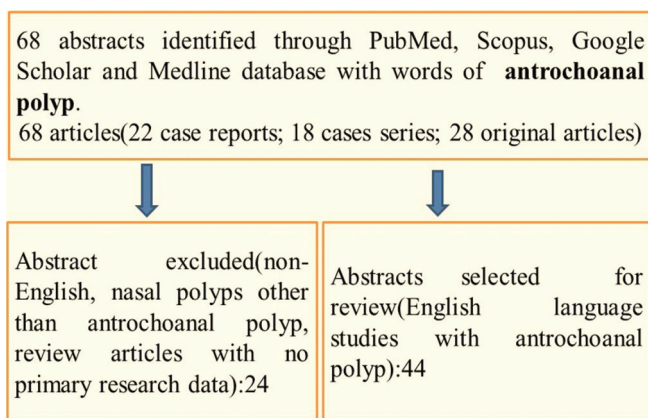 68 abstracts identified through PubMed, Scopus, Google
Scholar and Medline database with words of antrochoanal
polyp.
68 articles(22 case reports; 18 cases series; 28 original articles)
Abstract excluded(non-
English, nasal polyps other
than antrochoanal polyp,
review articles with no
primary research data):24
Abstracts selected for
review(English language
studies with antrochoanal
polyp):44